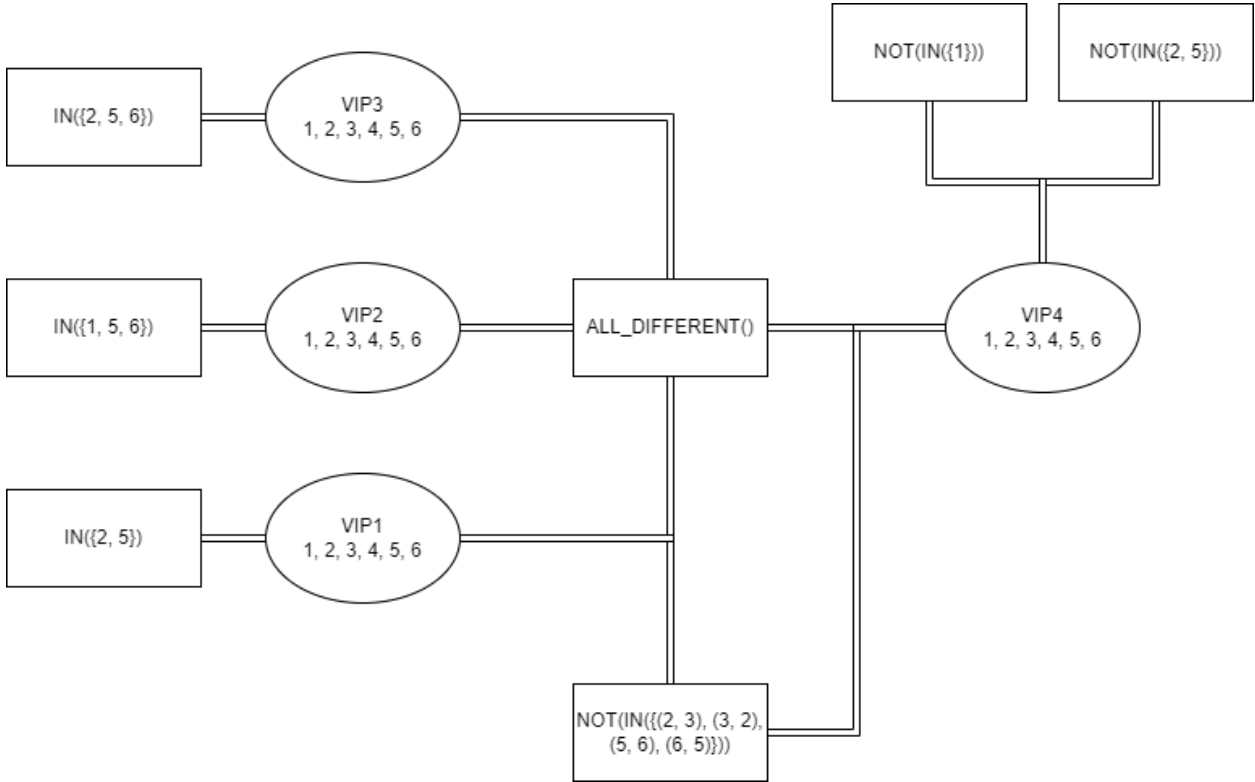 NOT(IN({1}))
NOT(IN({2, 5}))
IN({2, 5, 6})
VIP3
1, 2, 3, 4, 5, 6
IN({1, 5, 6})
VIP2
1, 2, 3, 4, 5, 6
ALL_DIFFERENT()
VIP4
1, 2, 3, 4, 5, 6
IN({2, 5})
VIP1
1, 2, 3, 4, 5, 6
NOT(IN({(2, 3), (3, 2),
(5, 6), (6, 5)}))